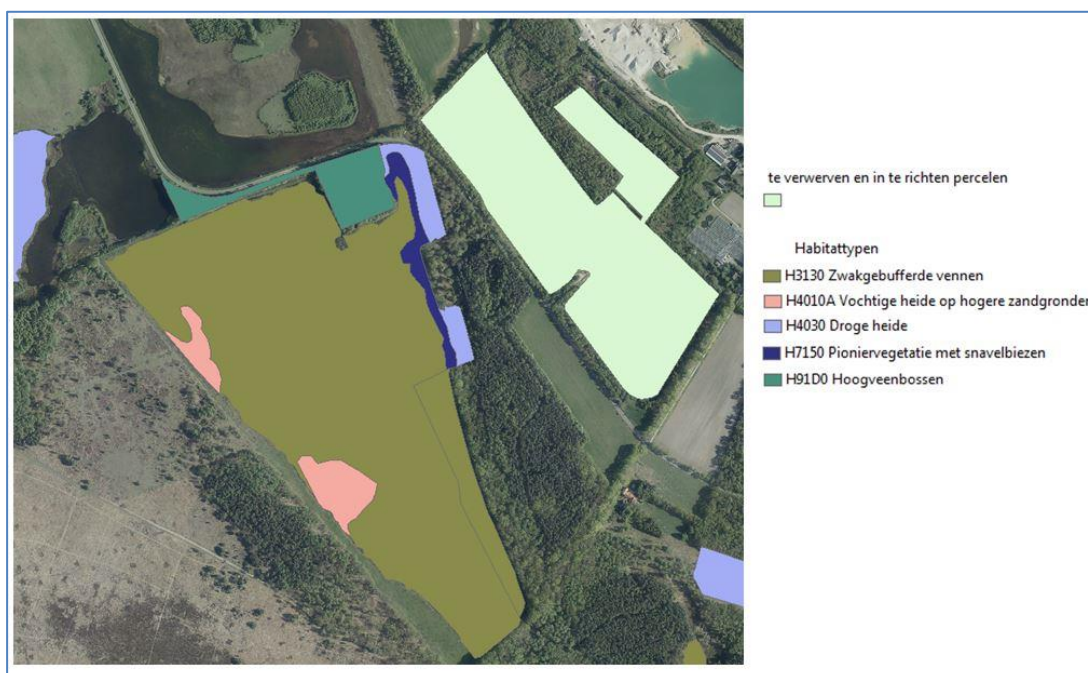 te verwerven en in te richten percelen
Habitattypen
H3130 Zwakgebufferde vennen
H4010A Vochtige heide op hogere zandgronden
H4030 Droge heide
H7150 Pioniervegetatie met snavelbiezen
H91D0 Hoogveenbossen